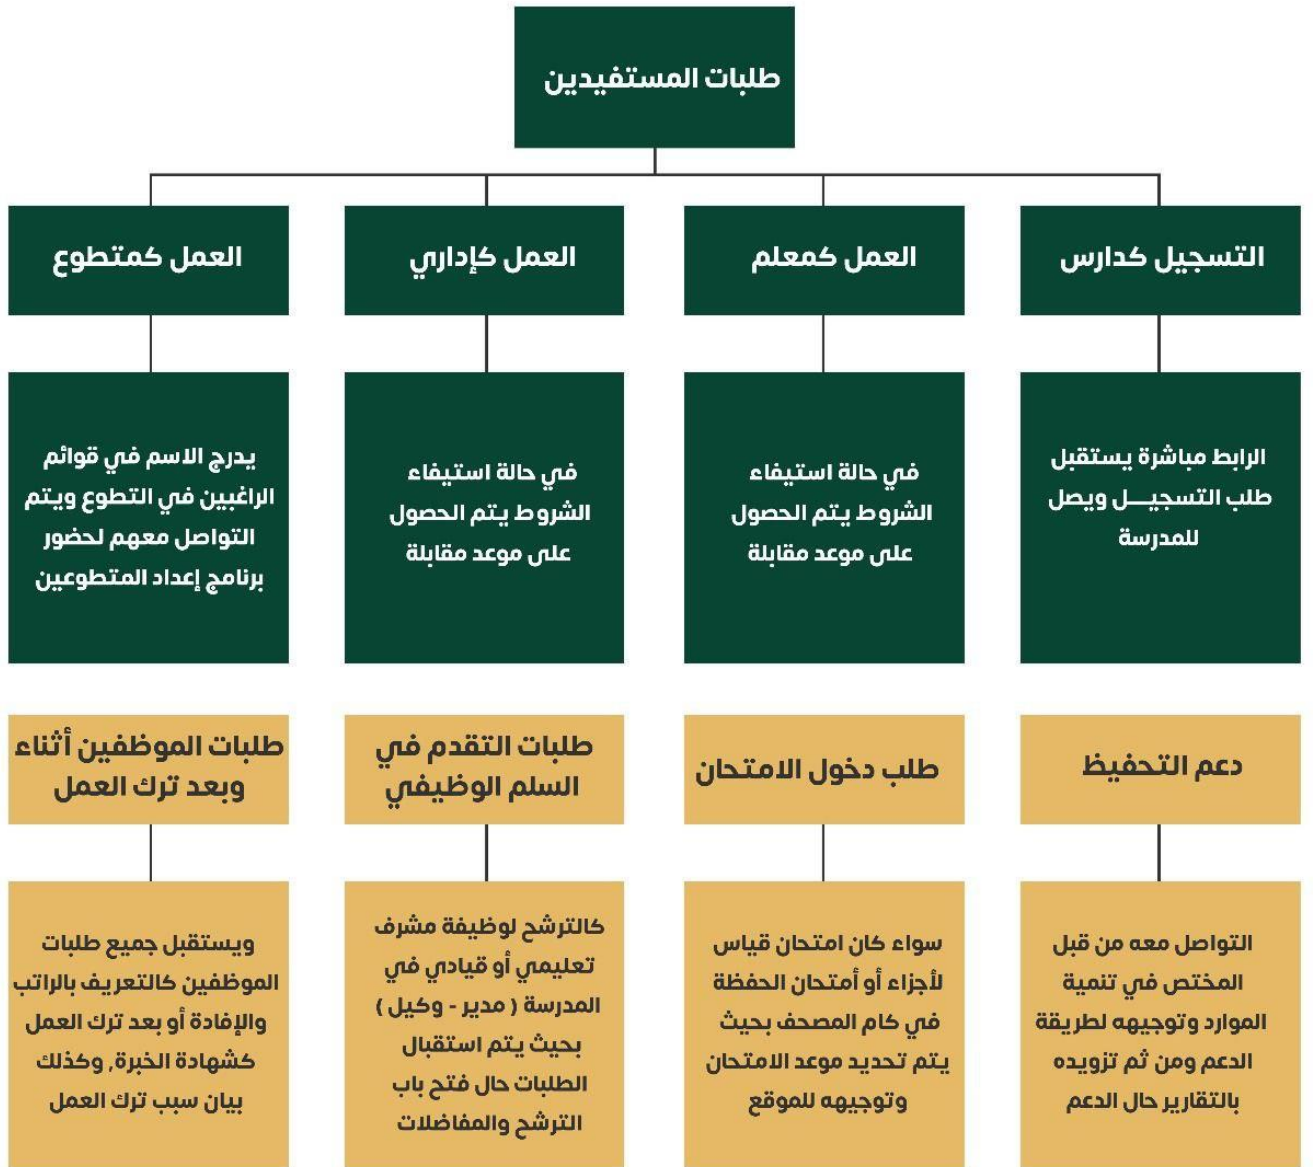 طلبات المستفيدين
التسجيل كدارس
العمل كمعلم
العمل كإداري
العمل كمتطوع
الرابط مباشرة يستقبل
طلب التسجيـــل ويصل
للمدرسة
في حالة استيفاء
الشروط يتم الحصول
على موعد مقابلة
في حالة استيفاء
الشروط يتم الحصول
على موعد مقابلة
يدرج الاسم في قوائم
الراغبين في التطوع ويتم
التواصل معهم لحضور
برنامج إعداد المتطوعين
دعم التحفيظ
طلب دخول الامتحان
طلبات التقدم في
السلم الوظيفي
طلبات الموظفين أثناء
وبعد ترك العمل
التواصل معه من قبل
المختص في تنمية
الموارد وتوجيهه لطريقة
الدعم ومن ثم تزويده
بالتقارير حال الدعم
سواء كان امتحان قياس
لأجزاء أو أمتحان الحفظة
في كام المصحف بحيث
يتم تحديد موعد الامتحان
وتوجيهه للموقع
كالترشح لوظيفة مشرف
تعليمي أو قيادي في
المدرسة ( مدير - وكيل )
بحيث يتم استقبال
الطلبات حال فتح باب
الترشح والمفاضلات
ويستقبل جميع طلبات
الموظفين كالتعريف بالراتب
والإفادة أو بعد ترك العمل
كشهادة الخبرة, وكذلك
بيان سبب ترك العمل